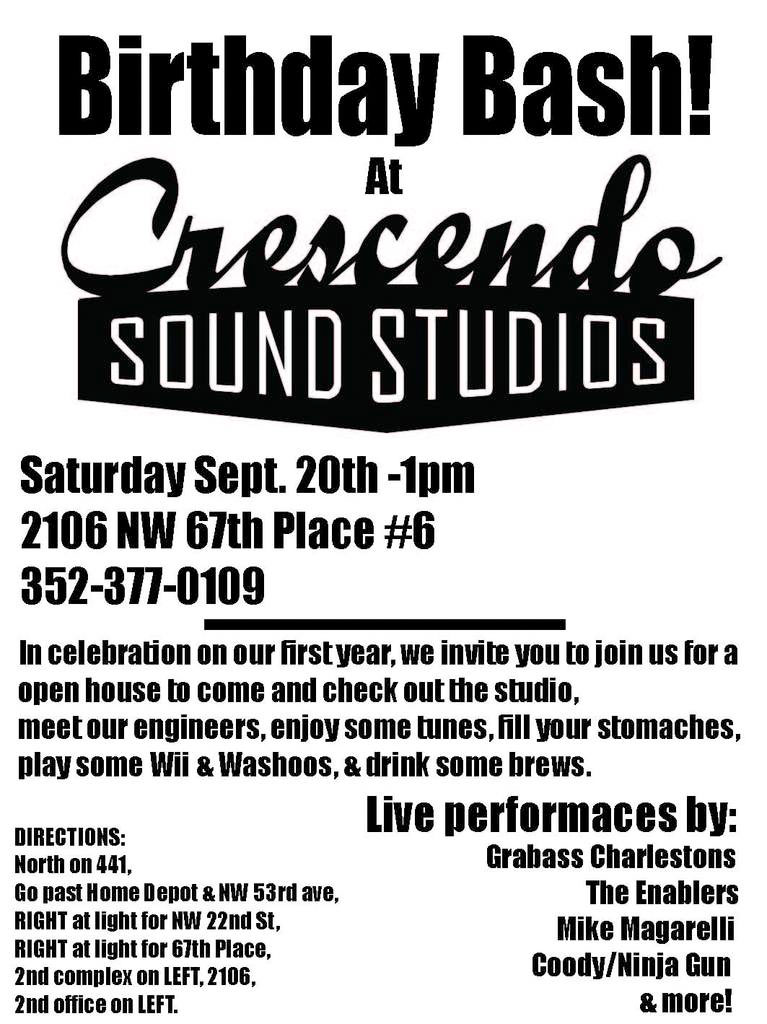 Birthday Bash!
At
Crescendo
SOUND STUDIOS
Saturday Sept. 20th -1pm
2106 NW 67th Place #6
352-377-0109
In celebration on our first year, we invite you to join us for a
open house to come and check out the studio,
meet our engineers, enjoy some tunes, fill your stomaches,
play some Wii & Washoos, & drink some brews.
DIRECTIONS:
North on 441,
Go past Home Depot & NW 53rd ave,
RIGHT at light for NW 22nd St,
RIGHT at light for 67th Place,
2nd complex on LEFT, 2106,
2nd office on LEFT.
Live performaces by:
Grabass Charlestons
The Enablers
Mike Magarelli
Coody/Ninja Gun
& more!